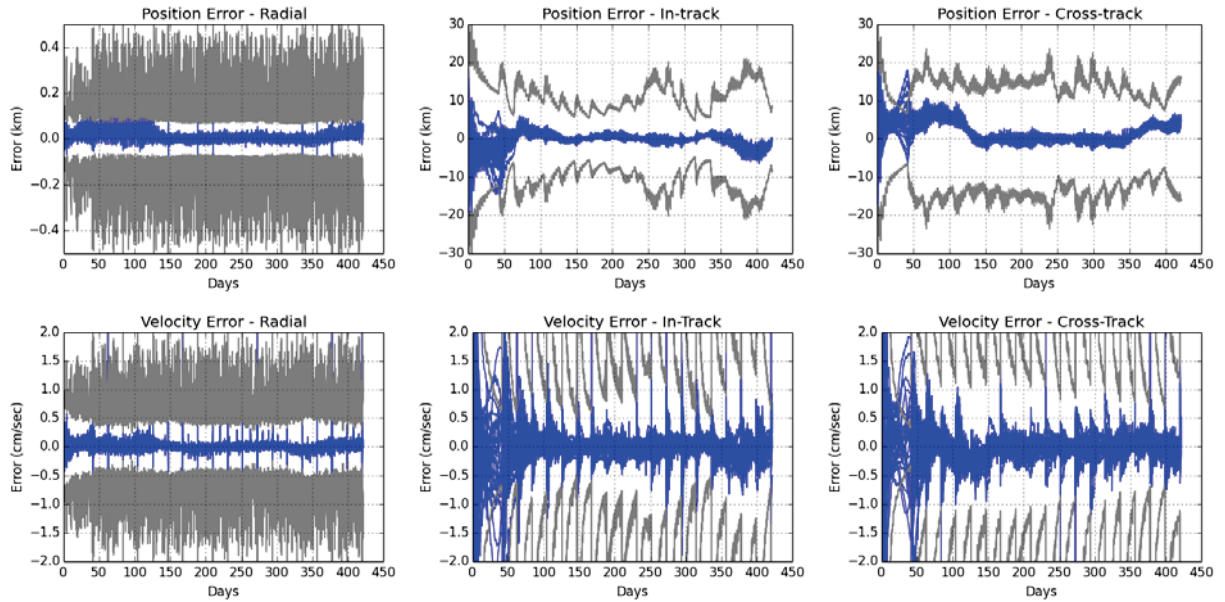 Position Error - Radial
Error (km)
0.4
0.2
0.0
−0.2
−0.4
0 50 100 150 200 250 300 350 400 450
Days
Position Error - In-track
Error (km)
30
20
10
0
−10
−20
−30
0 50 100 150 200 250 300 350 400 450
Days
Position Error - Cross-track
Error (km)
30
20
10
0
−10
−20
−30
0 50 100 150 200 250 300 350 400 450
Days
Velocity Error - Radial
Error (cm/sec)
2.0
1.5
1.0
0.5
0.0
−0.5
−1.0
−1.5
−2.0
0 50 100 150 200 250 300 350 400 450
Days
Velocity Error - In-Track
Error (cm/sec)
2.0
1.5
1.0
0.5
0.0
−0.5
−1.0
−1.5
−2.0
0 50 100 150 200 250 300 350 400 450
Days
Velocity Error - Cross-Track
Error (cm/sec)
2.0
1.5
1.0
0.5
0.0
−0.5
−1.0
−1.5
−2.0
0 50 100 150 200 250 300 350 400 450
Days